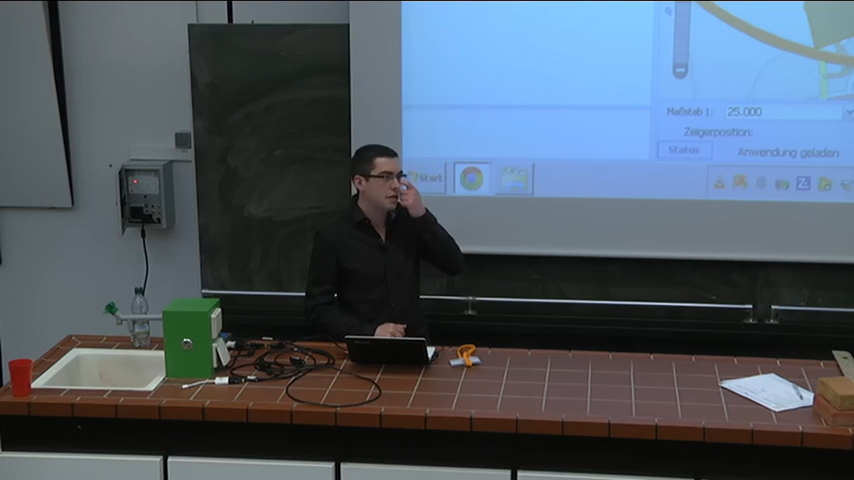 Maßstab 1: 25.000
Zeigerposition:
Status Anwendung geladen
Start